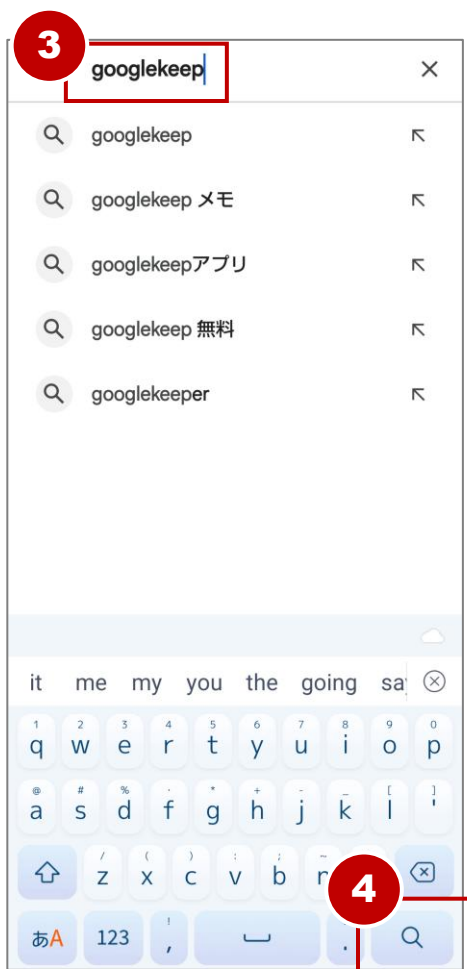 3
googlekeep
googlekeep
googlekeep メモ
googlekeepアプリ
googlekeep 無料
googlekeeper
it me my you the going sa
1 2 3 4 5 6 7 8 9 0
q w e r t y u i o p
@ # % · * + - _ [ ]
a s d f g h j k l '
/ ( ) : ; ~
z x c v b n
4
!
あA 123 , .